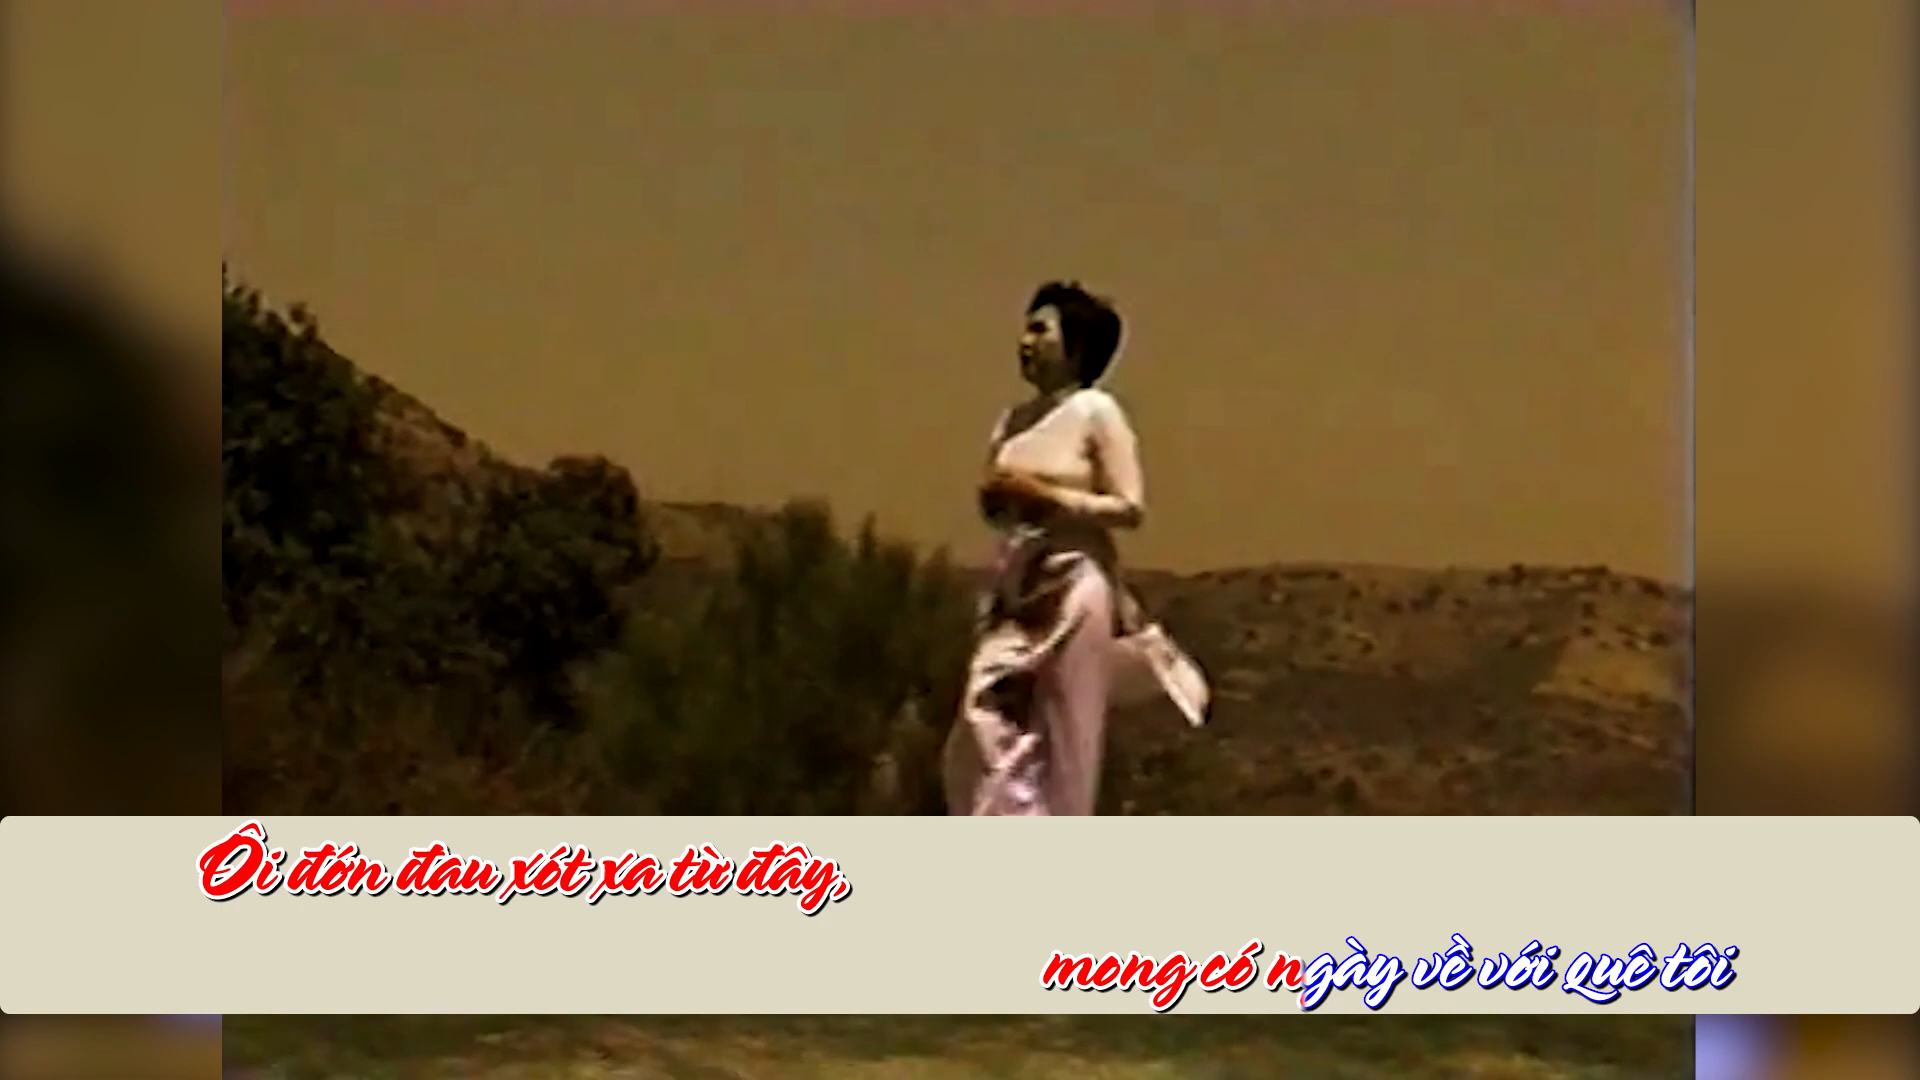 Ôi đớn đau xót xa từ đây,
mong có ngày về với quê tôi